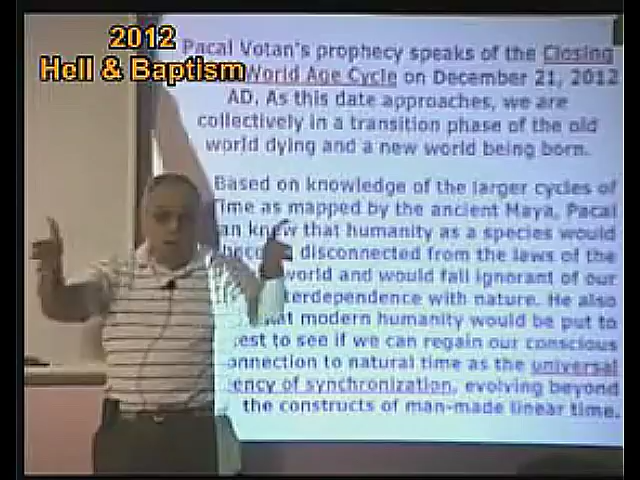 2012
Hell & Baptism
Pacal Votan's prophecy speaks of the Closing
World Age Cycle on December 21, 2012
AD. As this date approaches, we are
collectively in a transition phase of the old
world dying and a new world being born.
Based on knowledge of the larger cycles of
Time as mapped by the ancient Maya, Pacal
knew that humanity as a species would
disconnected from the laws of the
world and would fall ignorant of our
terdependence with nature. He also
at modern humanity would be put to
est to see if we can regain our conscious
onnection to natural time as the universal
ency of synchronization, evolving beyond
the constructs of man-made linear time.